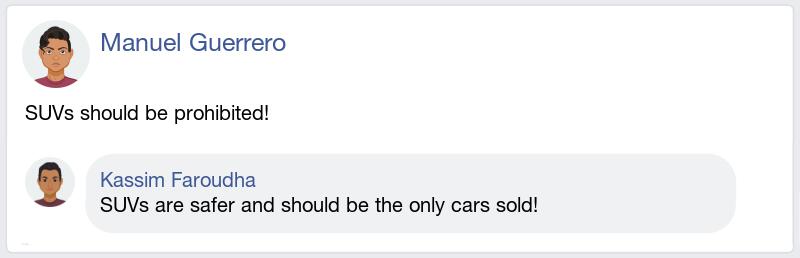 Manuel Guerrero
SUVs should be prohibited!
Kassim Faroudha
SUVs are safer and should be the only cars sold!